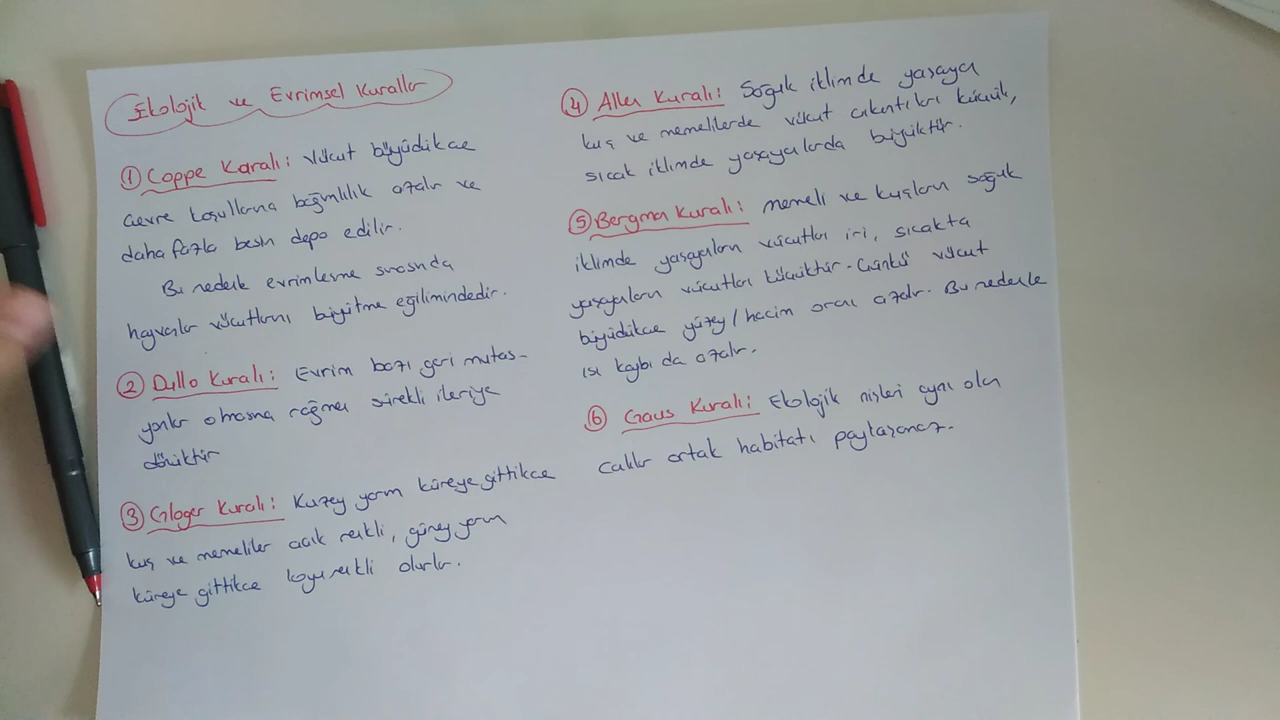 Ekolojik ve Evrimsel Kurallar
① Coppe Kuralı: Vücut büyüdükçe
çevre koşullarına bağımlılık azalır ve
daha fazla besin depo edilir.
Bu nedenle evrimleşme sırasında
hayvanlar vücutlarını büyütme eğilimindedir.
② Dollo Kuralı: Evrim bazı geri mutas-
yonlar olmasına rağmen sürekli ileriye
dönüktür
③ Gloger Kuralı: Kuzey yarım küreye gittikçe
kuş ve memeliler açık renkli, güney yarım
küreye gittikçe koyu renkli olurlar.
④ Allen Kuralı: Soğuk iklimde yaşayan
kuş ve memelilerde vücut çıkıntıları küçük,
sıcak iklimde yaşayanlarda büyüktür.
⑤ Bergman Kuralı: memeli ve kuşların soğuk
iklimde yaşayanların vücutları iri, sıcakta
yaşayanların vücutları küçüktür. Çünkü vücut
büyüdükçe yüzey/hacim oranı azalır. Bu nedenle
ısı kaybı da azalır.
⑥ Gaus Kuralı: Ekolojik nişleri aynı olan
canlılar ortak habitatı paylaşamaz.